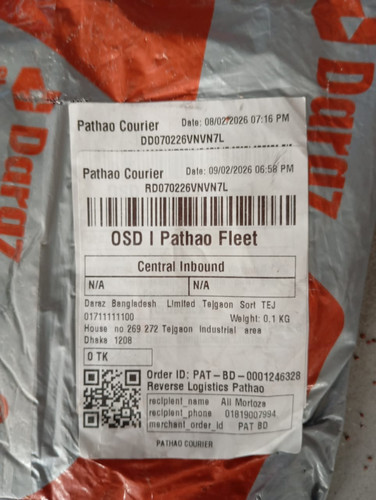 Daraz
Daraz
Pathao Courier Date: 08/02/2026 07:16 PM
DD070226VNVN7L
Pathao Courier Date: 09/02/2026 06:58 PM
RD070226VNVN7L
OSD I Pathao Fleet
Central Inbound
N/A N/A
Daraz Bangladesh Limited Tejgaon Sort TEJ
01711111100 Weight: 0.1 KG
House no 269 272 Tejgaon Industrial area
Dhaka 1208
0 TK
Order ID: PAT-BD-0001246328
Reverse Logistics Pathao
recipient_name Ali Mortoza
recipient_phone 01819007994
merchant_order_id PAT BD
PATHAO COURIER